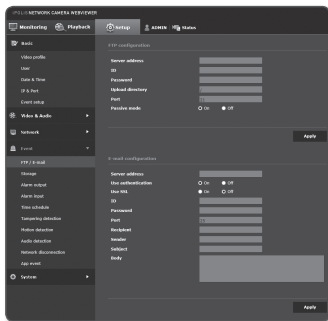 iPOLiS NETWORK CAMERA WEBVIEWER
Monitoring
Playback
Setup
ADMIN
Status
Basic
Video profile
User
Date & Time
IP & Port
Event setup
Video & Audio
Network
Event
FTP / E-mail
Storage
Alarm output
Alarm input
Time schedule
Tampering detection
Motion detection
Audio detection
Network disconnection
App event
System
FTP configuration
Server address
ID
Password
Upload directory
Port
Passive mode
On
Off
Apply
E-mail configuration
Server address
Use authentication
On
Off
Use SSL
On
Off
ID
Password
Port
Recipient
Sender
Subject
Body
Apply